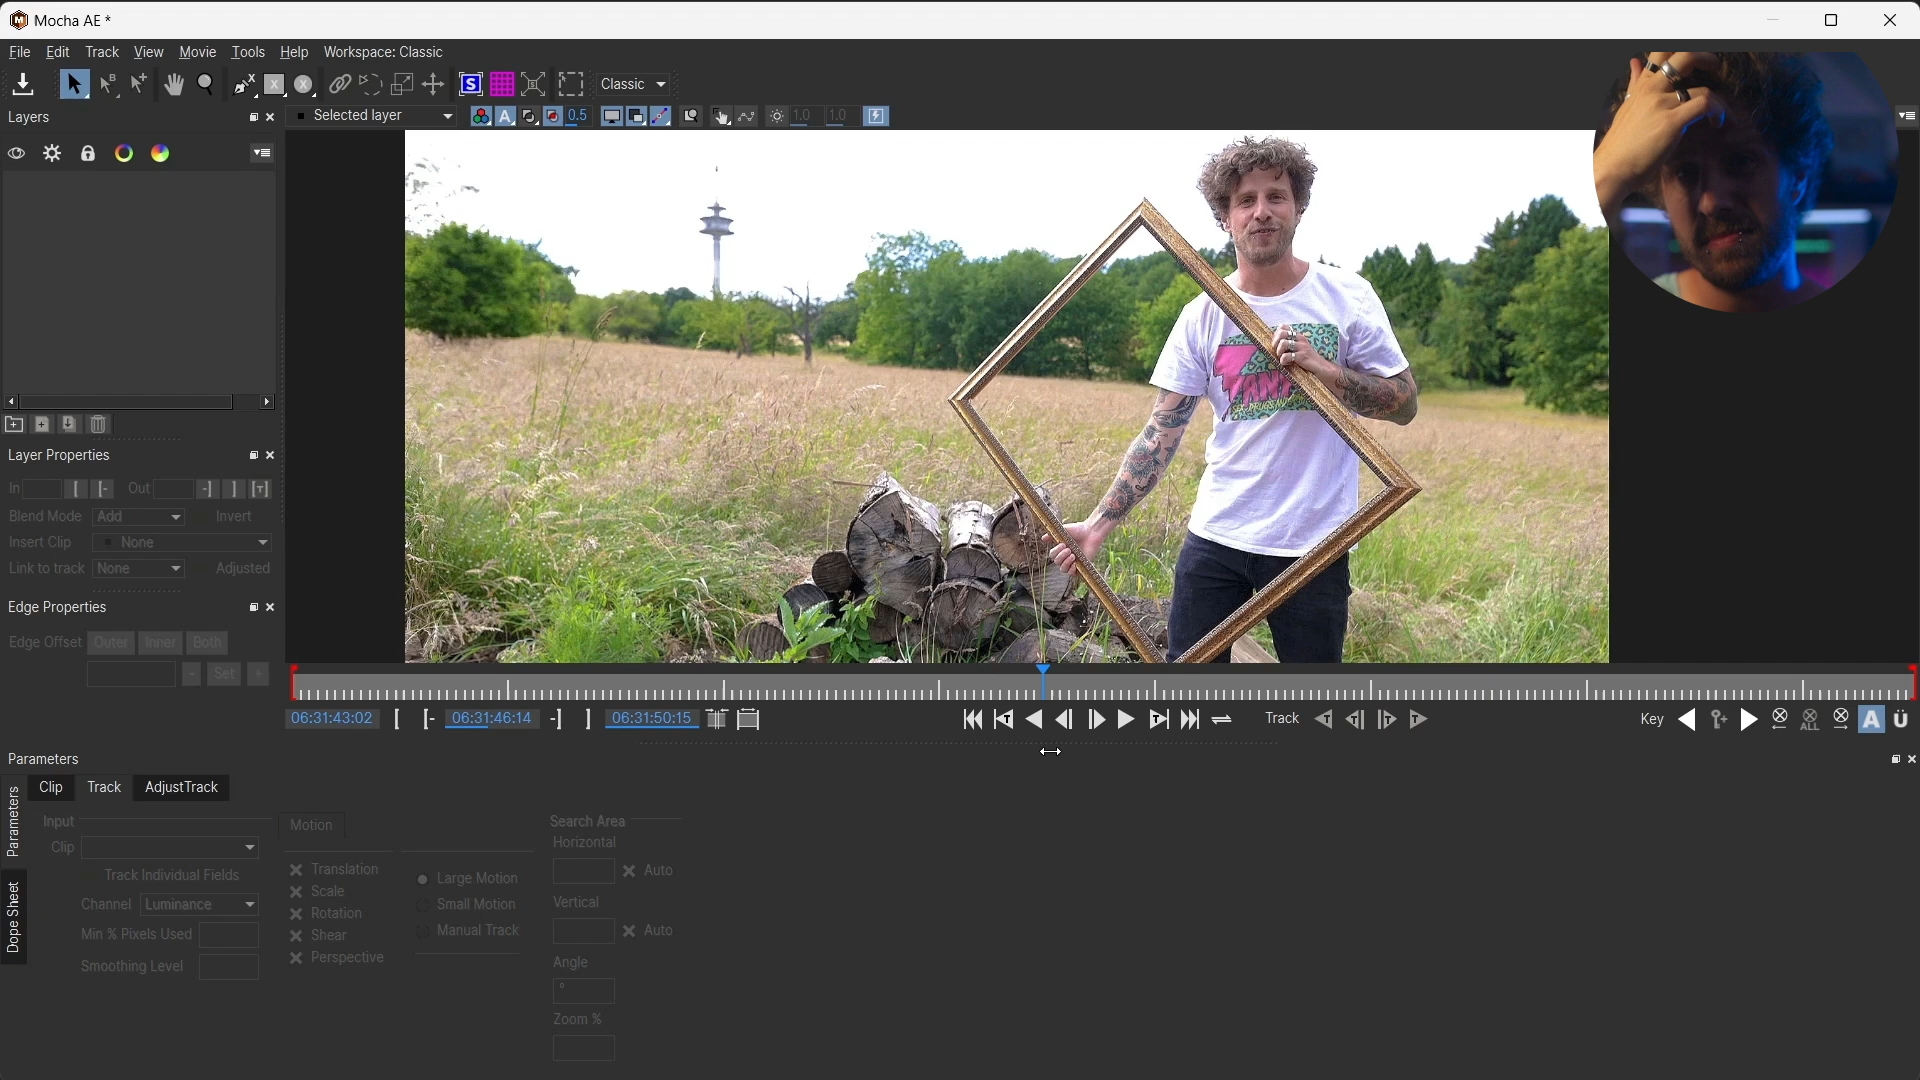 Mocha AE *
File Edit Track View Movie Tools Help Workspace: Classic
Classic
Layers
Selected layer
0.5
1.0
1.0
Layer Properties
In
Out
Blend Mode
Add
Invert
Insert Clip
None
Link to track
None
Adjusted
Edge Properties
Edge Offset
Outer
Inner
Both
- Set +
06:31:43:02
06:31:46:14
06:31:50:15
Track
Key
ALL
A
Ü
Parameters
Parameters
Dope Sheet
Clip
Track
AdjustTrack
Input
Clip
Track Individual Fields
Channel
Luminance
Min % Pixels Used
Smoothing Level
Motion
Translation
Scale
Rotation
Shear
Perspective
Large Motion
Small Motion
Manual Track
Search Area
Horizontal
Auto
Vertical
Auto
Angle
°
Zoom %